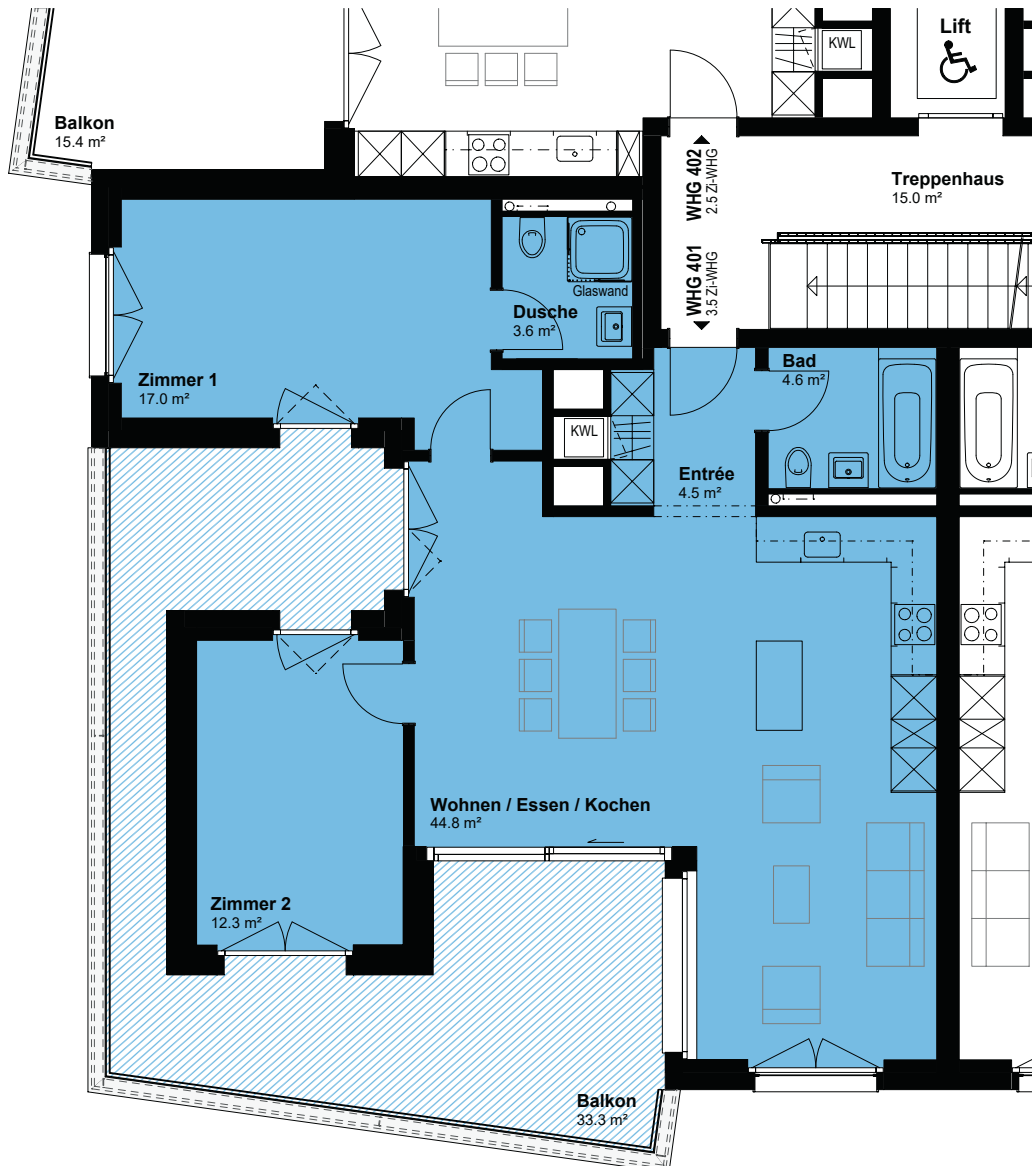 Lift
KWL
Balkon
15.4 m²
WHG 402
2.5 ZI-WHG
Treppenhaus
15.0 m²
WHG 401
3.5 ZI-WHG
Glaswand
Dusche
3.6 m²
Bad
4.6 m²
Zimmer 1
17.0 m²
KWL
Entrée
4.5 m²
Wohnen / Essen / Kochen
44.8 m²
Zimmer 2
12.3 m²
Balkon
33.3 m²